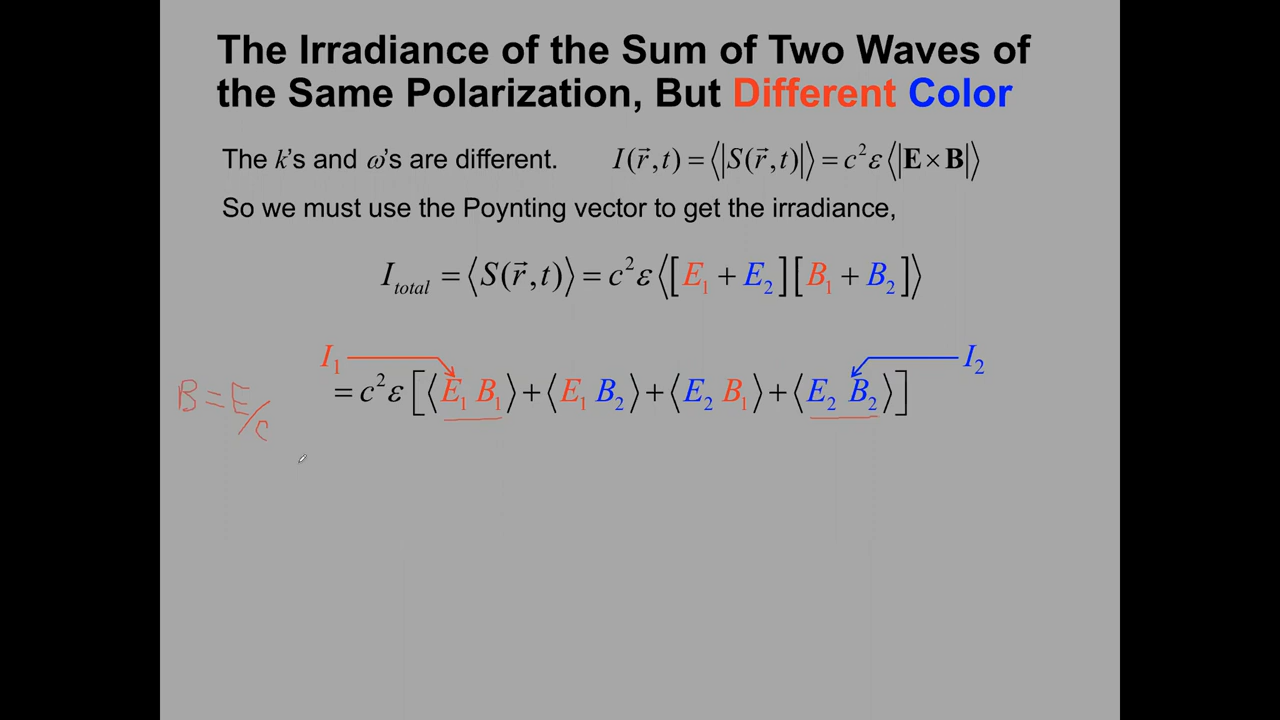 The Irradiance of the Sum of Two Waves of
the Same Polarization, But Different Color
The k's and ω's are different. I(r⃗,t) = ⟨|S(r⃗,t)|⟩ = c²ε⟨|E × B|⟩
So we must use the Poynting vector to get the irradiance,
I_total = ⟨S(r⃗,t)⟩ = c²ε⟨[E₁ + E₂][B₁ + B₂]⟩
I₁ I₂
= c²ε[⟨E₁ B₁⟩ + ⟨E₁ B₂⟩ + ⟨E₂ B₁⟩ + ⟨E₂ B₂⟩]
B = E/c